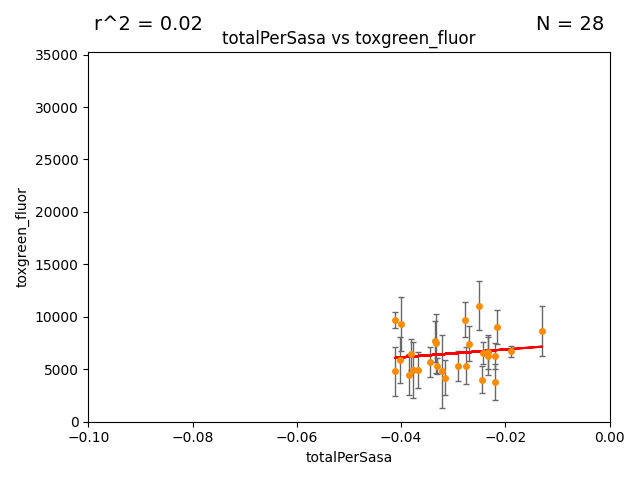 r^2 = 0.02
N = 28
totalPerSasa vs toxgreen_fluor
35000
30000
25000
20000
15000
10000
5000
0
toxgreen_fluor
−0.10
−0.08
−0.06
−0.04
−0.02
0.00
totalPerSasa